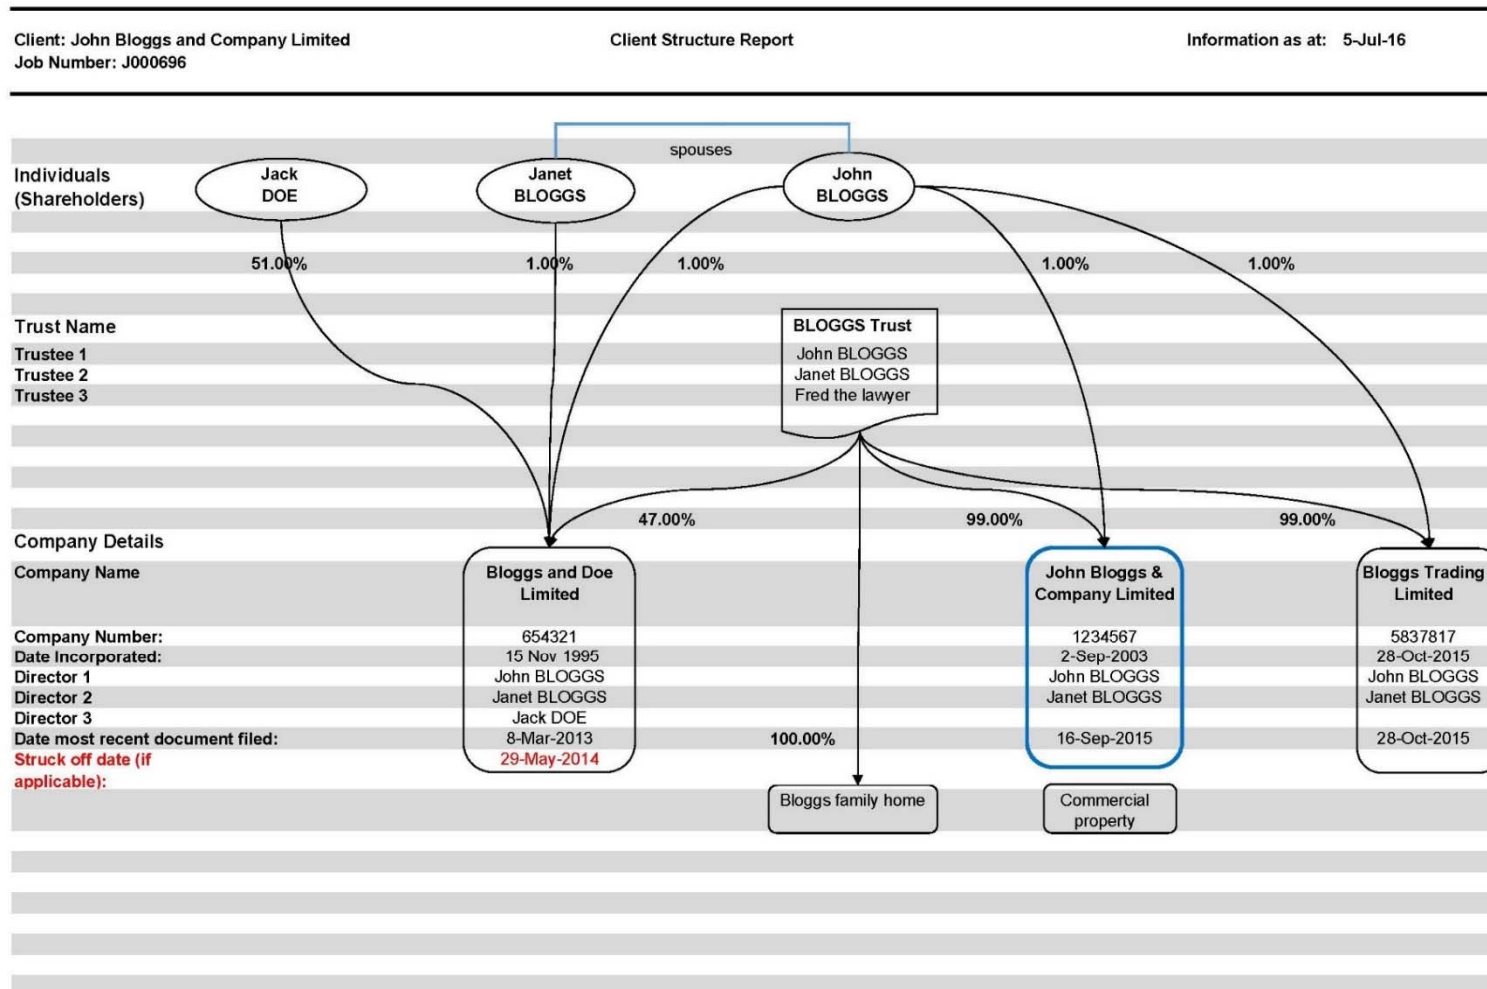 Client: John Bloggs and Company Limited
Client Structure Report
Information as at: 5-Jul-16
Job Number: J000696
spouses
Individuals
(Shareholders)
Jack
DOE
Janet
BLOGGS
John
BLOGGS
51.00%
1.00%
1.00%
1.00%
1.00%
Trust Name
BLOGGS Trust
Trustee 1
John BLOGGS
Trustee 2
Janet BLOGGS
Trustee 3
Fred the lawyer
47.00%
99.00%
99.00%
Company Details
Company Name
Bloggs and Doe
Limited
John Bloggs &
Company Limited
Bloggs Trading
Limited
Company Number:
654321
1234567
5837817
Date Incorporated:
15 Nov 1995
2-Sep-2003
28-Oct-2015
Director 1
John BLOGGS
John BLOGGS
John BLOGGS
Director 2
Janet BLOGGS
Janet BLOGGS
Janet BLOGGS
Director 3
Jack DOE
Date most recent document filed:
8-Mar-2013
100.00%
16-Sep-2015
28-Oct-2015
Struck off date (if
applicable):
29-May-2014
Bloggs family home
Commercial
property